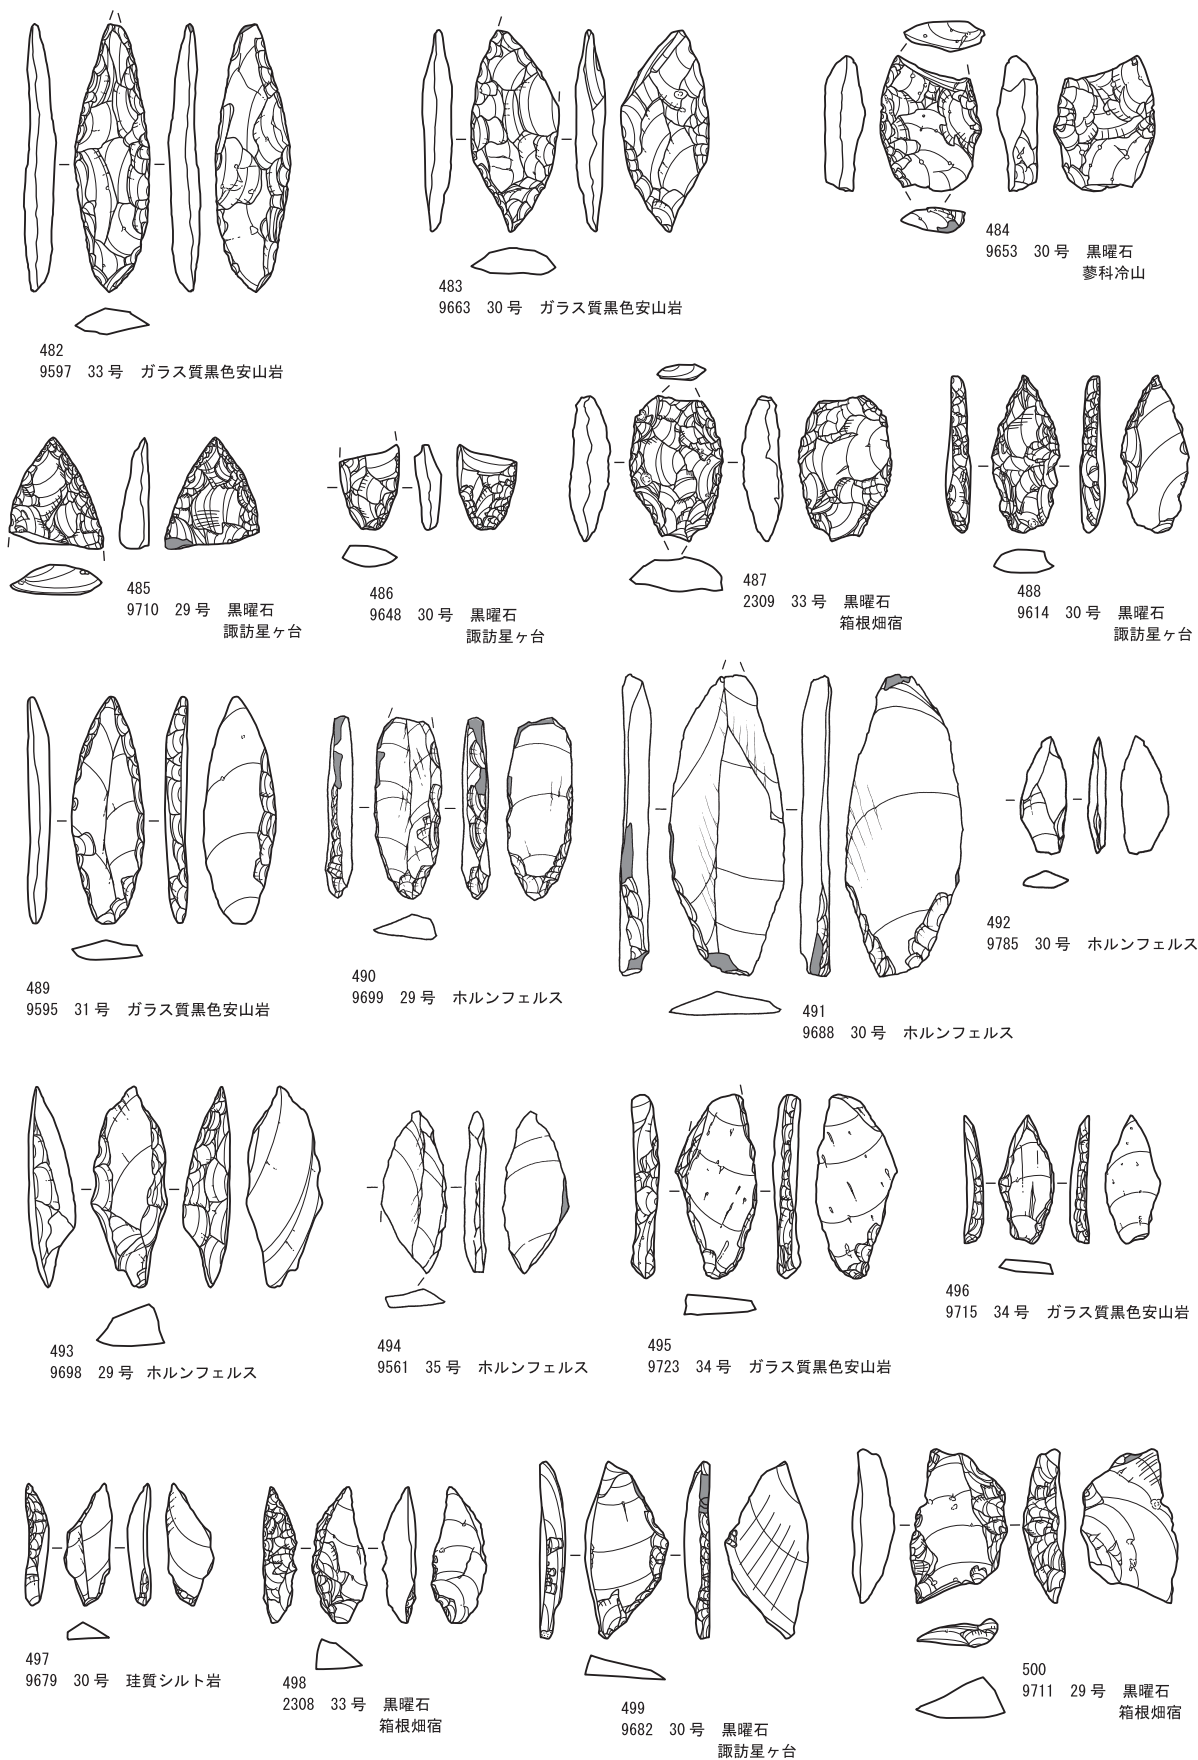 482
9597 33 号 ガラス質黒色安山岩
483
9663 30 号 ガラス質黒色安山岩
484
9653 30 号 黒曜石
蓼科冷山
485
9710 29 号 黒曜石
諏訪星ヶ台
486
9648 30 号 黒曜石
諏訪星ヶ台
487
2309 33 号 黒曜石
箱根畑宿
488
9614 30 号 黒曜石
諏訪星ヶ台
489
9595 31 号 ガラス質黒色安山岩
490
9699 29 号 ホルンフェルス
491
9688 30 号 ホルンフェルス
492
9785 30 号 ホルンフェルス
493
9698 29 号 ホルンフェルス
494
9561 35 号 ホルンフェルス
495
9723 34 号 ガラス質黒色安山岩
496
9715 34 号 ガラス質黒色安山岩
497
9679 30 号 珪質シルト岩
498
2308 33 号 黒曜石
箱根畑宿
499
9682 30 号 黒曜石
諏訪星ヶ台
500
9711 29 号 黒曜石
箱根畑宿